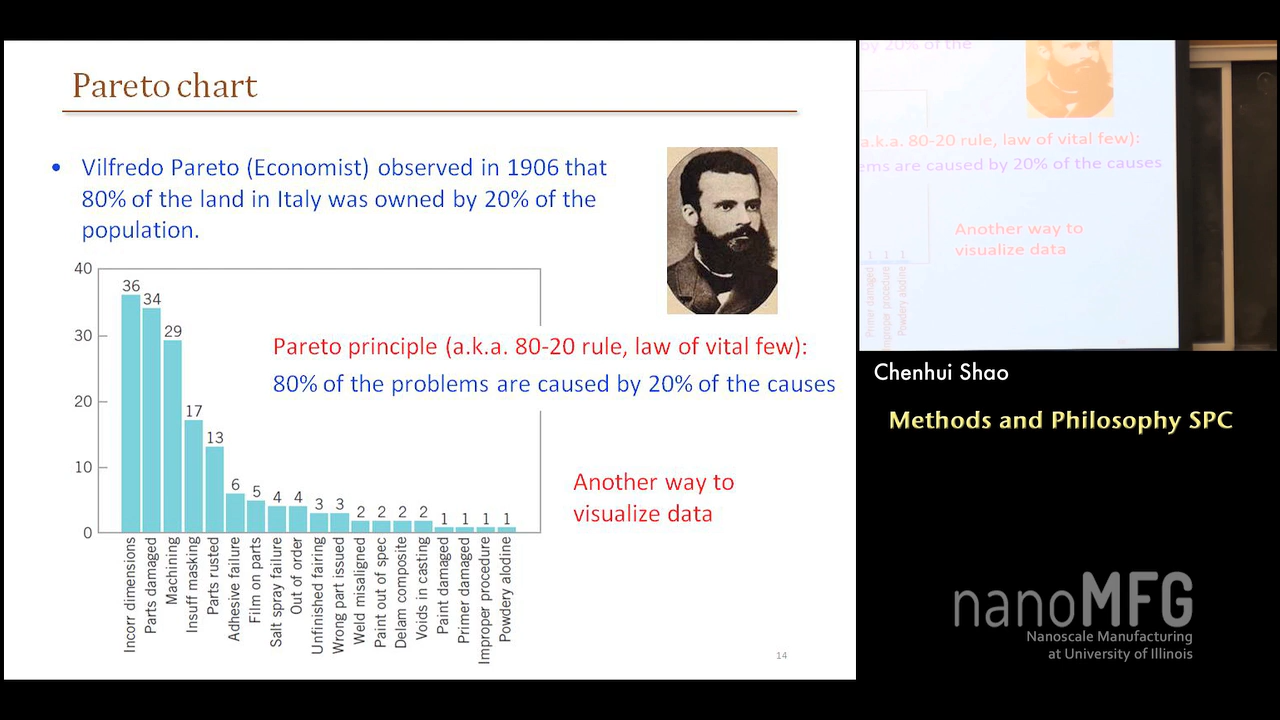 Pareto chart
• Vilfredo Pareto (Economist) observed in 1906 that
80% of the land in Italy was owned by 20% of the
population.
40
30
20
10
0
36
34
29
17
13
6
5
4
4
3
3
2
2
2
2
1
1
1
1
Incorr dimensions
Parts damaged
Machining
Insuff masking
Parts rusted
Adhesive failure
Film on parts
Salt spray failure
Out of order
Unfinished fairing
Wrong part issued
Weld misaligned
Paint out of spec
Delam composite
Voids in casting
Paint damaged
Primer damaged
Improper procedure
Powdery alodine
Pareto principle (a.k.a. 80-20 rule, law of vital few):
80% of the problems are caused by 20% of the causes
Another way to
visualize data
14
by 20% of the
a.k.a. 80-20 rule, law of vital few):
ems are caused by 20% of the causes
Another way to
visualize data
1
1
1
Primer damaged
Improper procedure
Powdery alodine
Chenhui Shao
Methods and Philosophy SPC
nanoMFG
Nanoscale Manufacturing
at University of Illinois